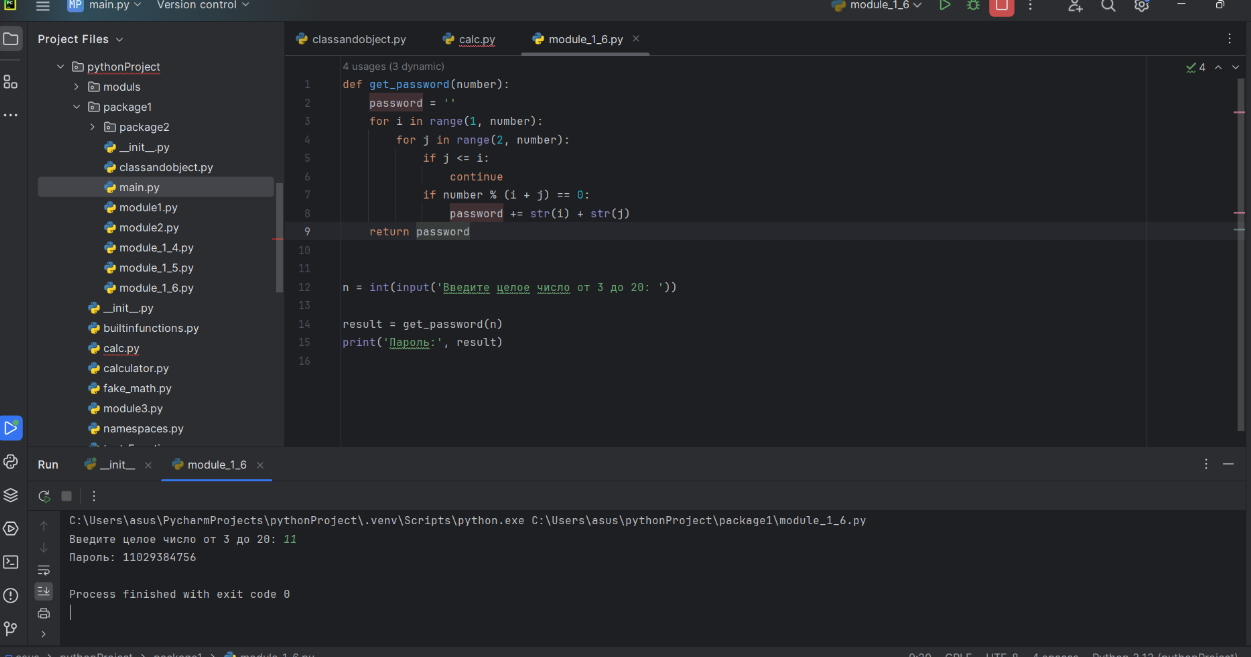 PC
MP main.py
Version control
module_1_6
Project Files
classandobject.py
calc.py
module_1_6.py
pythonProject
moduls
package1
package2
__init__.py
classandobject.py
main.py
module1.py
module2.py
module_1_4.py
module_1_5.py
module_1_6.py
__init__.py
builtinfunctions.py
calc.py
calculator.py
fake_math.py
module3.py
namespaces.py
4 usages (3 dynamic)
4
1 def get_password(number):
2 password = ''
3 for i in range(1, number):
4 for j in range(2, number):
5 if j <= i:
6 continue
7 if number % (i + j) == 0:
8 password += str(i) + str(j)
9 return password
10
11
12 n = int(input('Введите целое число от 3 до 20: '))
13
14 result = get_password(n)
15 print('Пароль:', result)
16
Run
__init__
module_1_6
C:\Users\asus\PycharmProjects\pythonProject\.venv\Scripts\python.exe C:\Users\asus\pythonProject\package1\module_1_6.py
Введите целое число от 3 до 20: 11
Пароль: 11029384756
Process finished with exit code 0
asus
pythonProject
package1
module_1_6.py
9:20 CRLF UTF-8 4 spaces Python 3.12 (pythonProject)